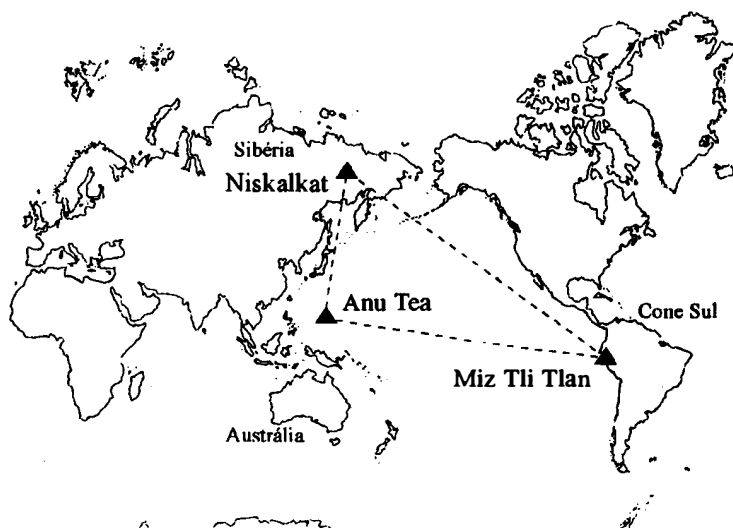 Sibéria
Niskalkat
Anu Tea
Cone Sul
Miz Tli Tlan
Austrália